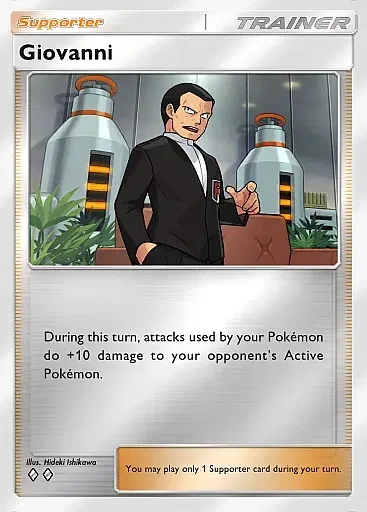 Supporter
TRAINER
Giovanni
During this turn, attacks used by your Pokémon
do +10 damage to your opponent's Active
Pokémon.
Illus. Hideki Ishikawa
You may play only 1 Supporter card during your turn.